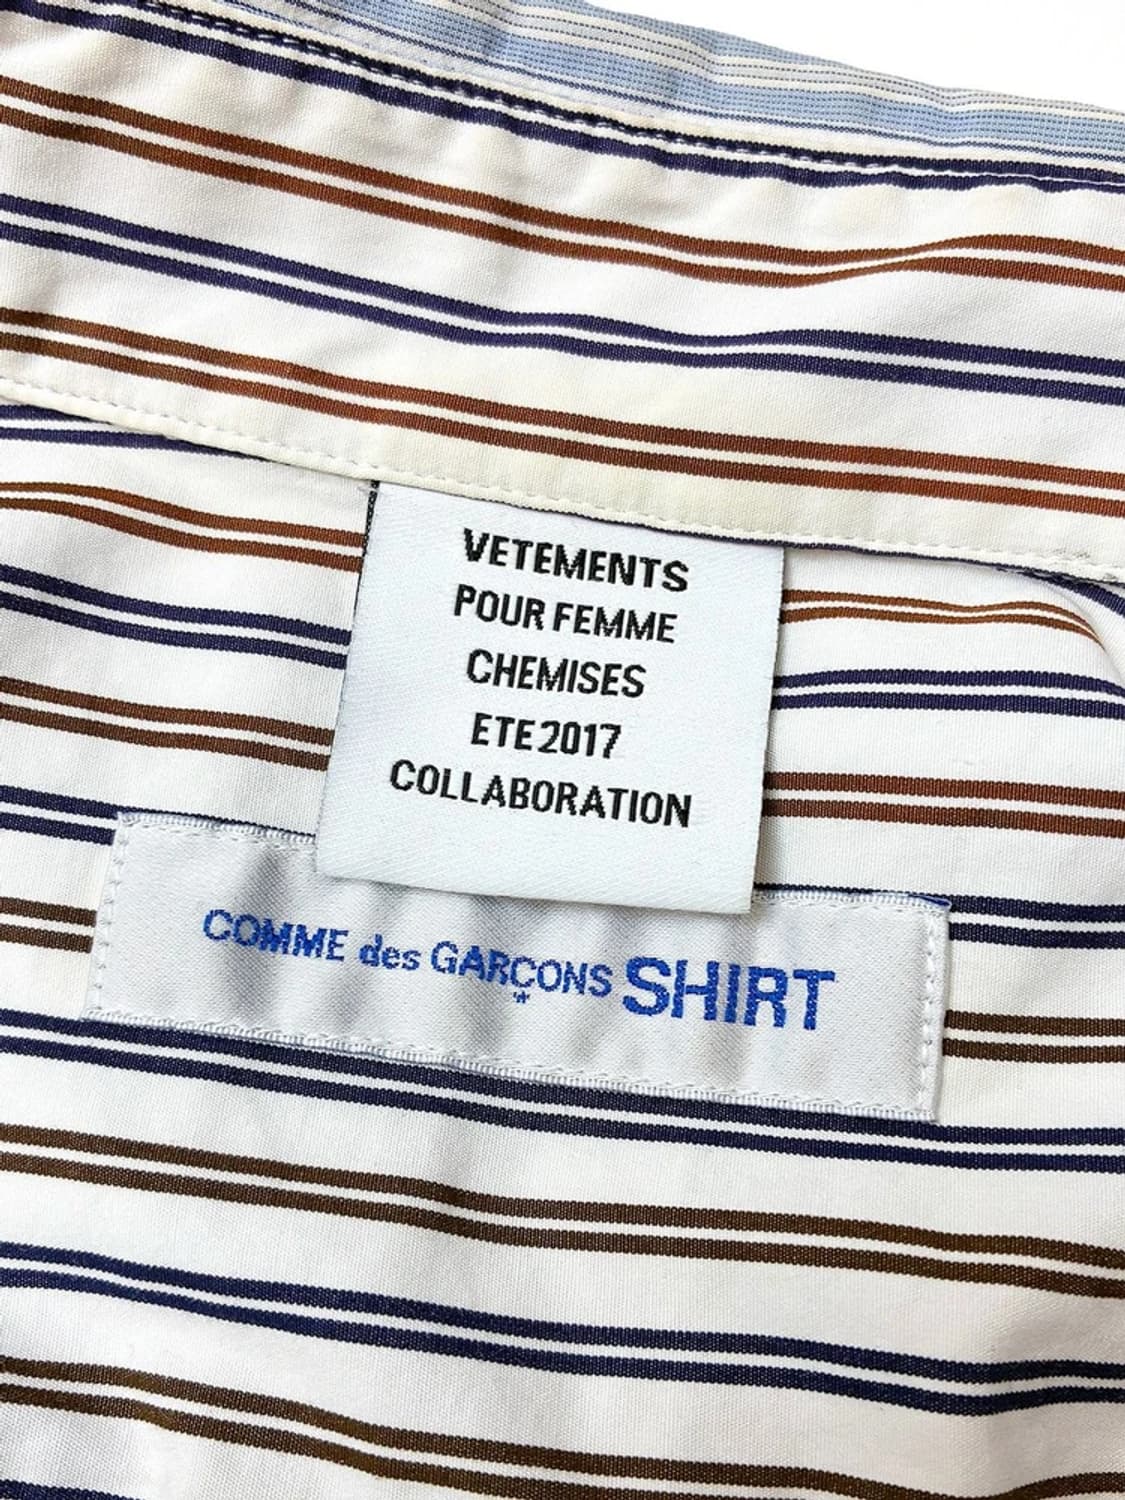 VETEMENTS
POUR FEMME
CHEMISES
ETE 2017
COLLABORATION
COMME des GARÇONS SHIRT